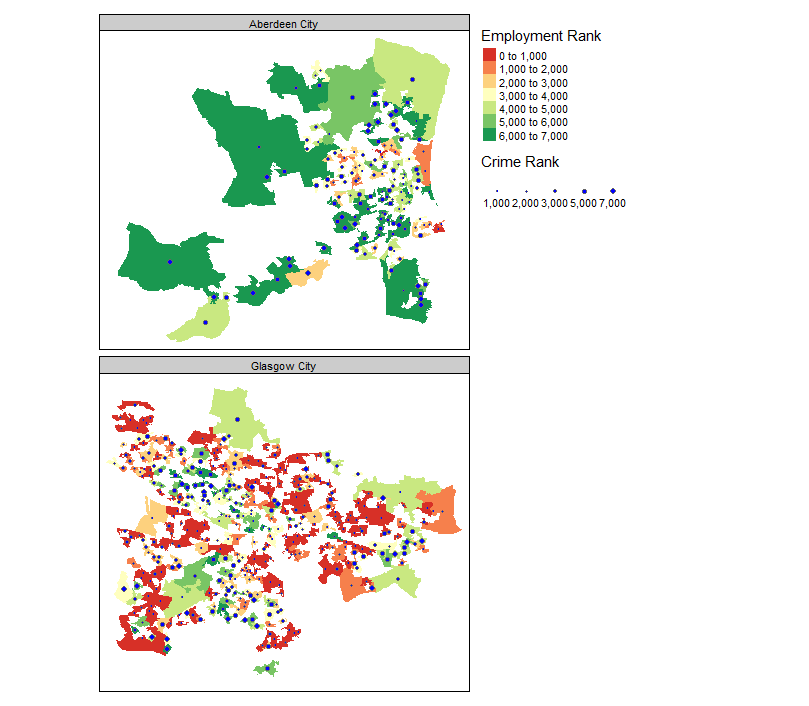 Aberdeen City
Employment Rank
0 to 1,000
1,000 to 2,000
2,000 to 3,000
3,000 to 4,000
4,000 to 5,000
5,000 to 6,000
6,000 to 7,000
Crime Rank
1,000 2,000 3,000 5,000 7,000
Glasgow City